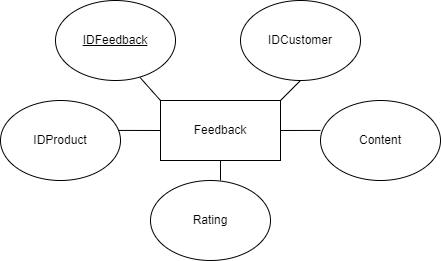 IDFeedback
IDCustomer
IDProduct
Feedback
Content
Rating